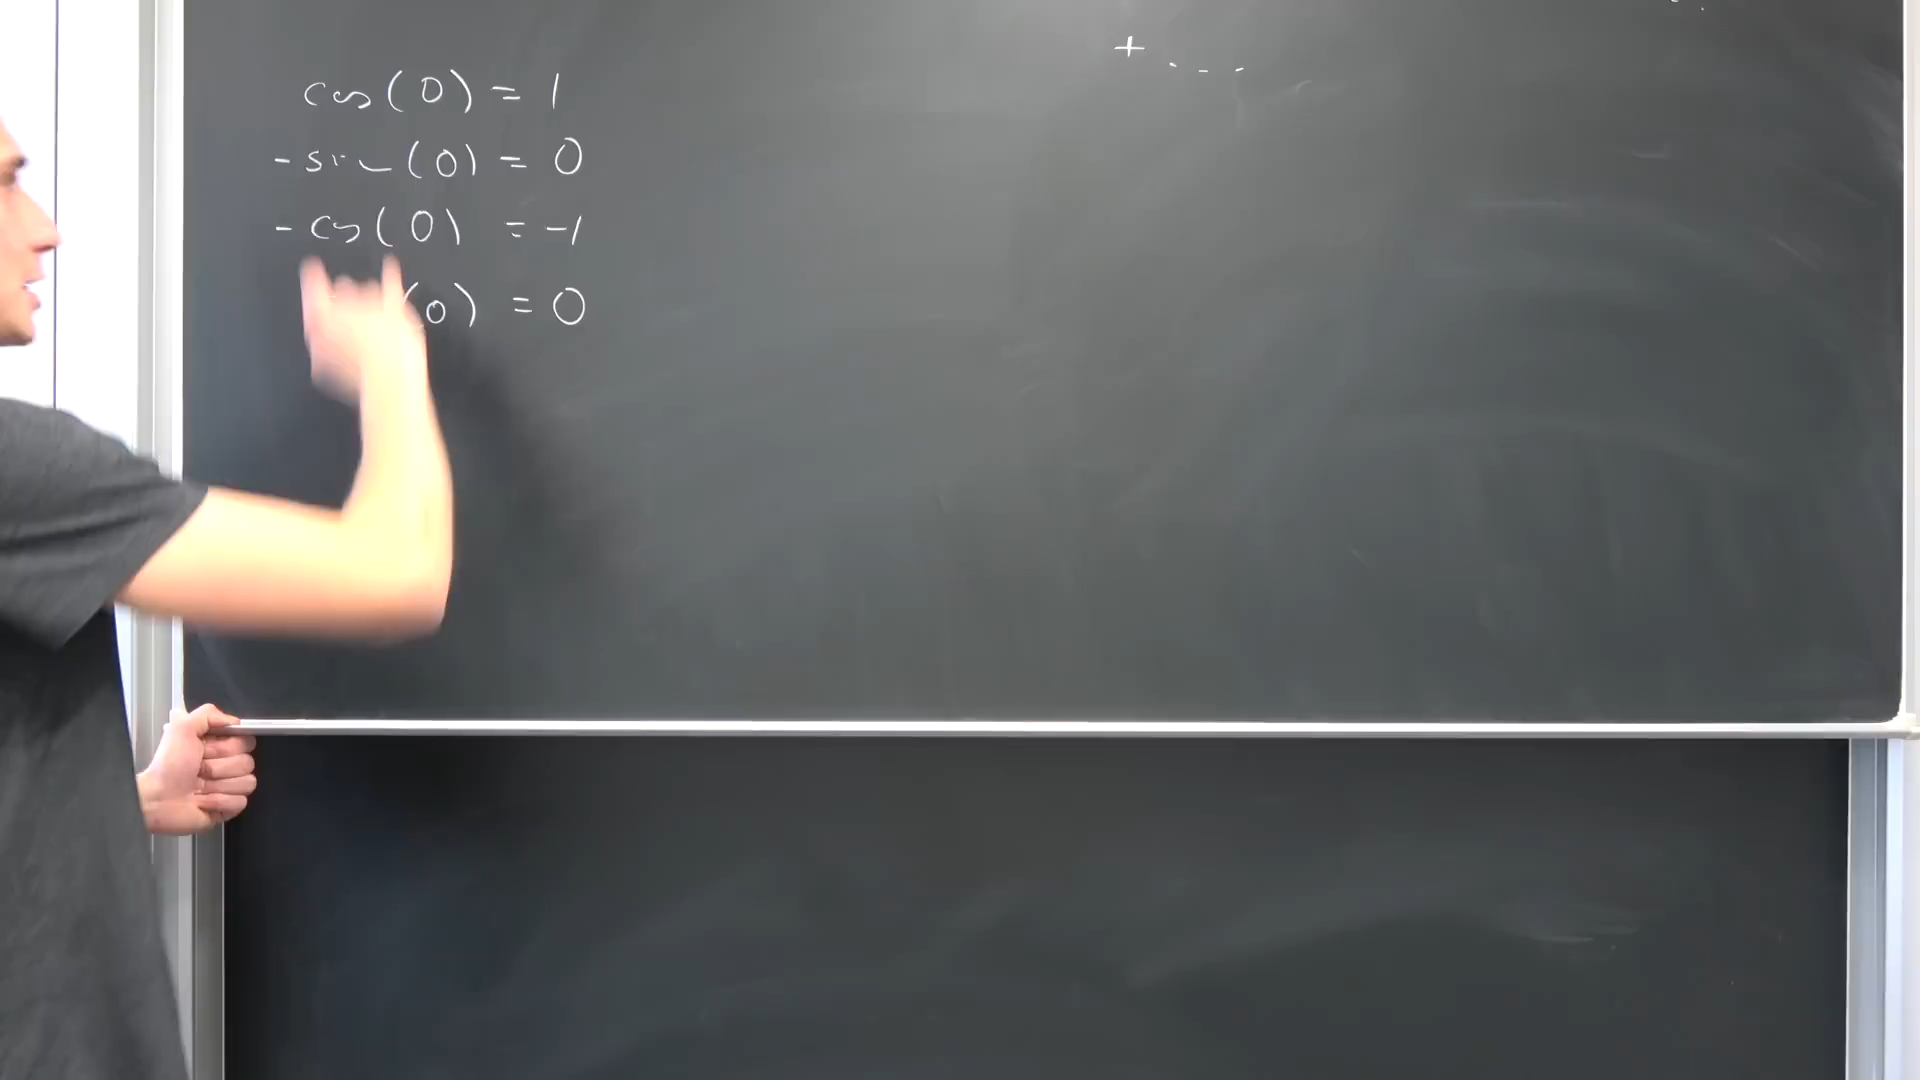 + ...
cos(0) = 1
-sin(0) = 0
-cos(0) = -1
(0) = 0